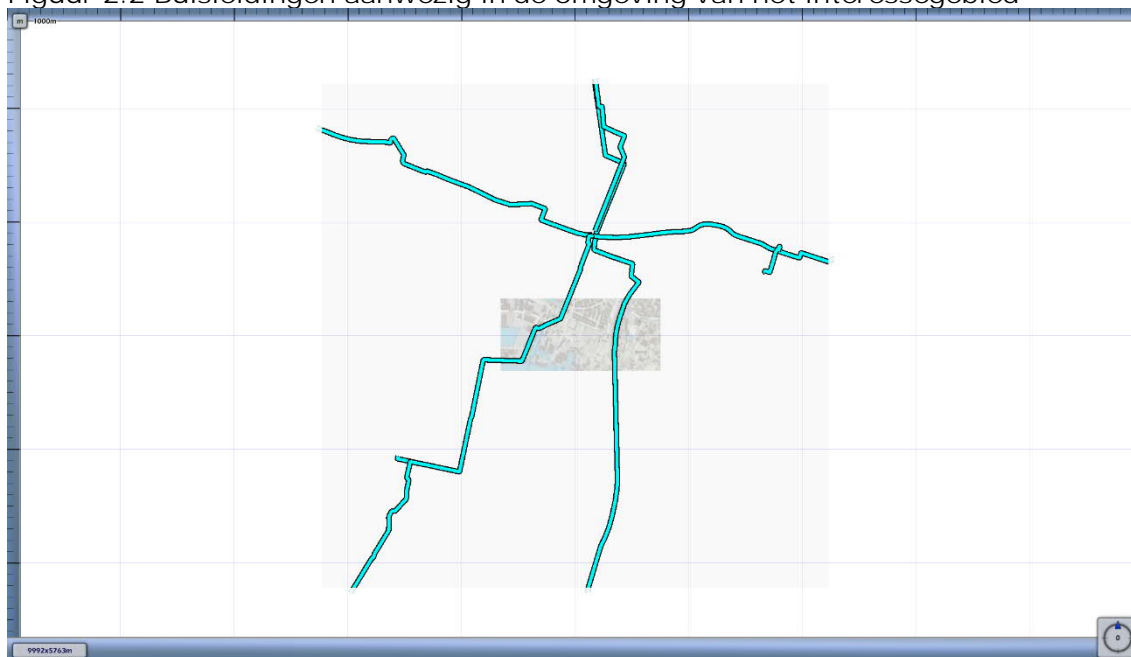 Figuur 2.2 Buisleidingen aanwezig in de omgeving van het interessegebied
m 1000m
9992x5763m
0